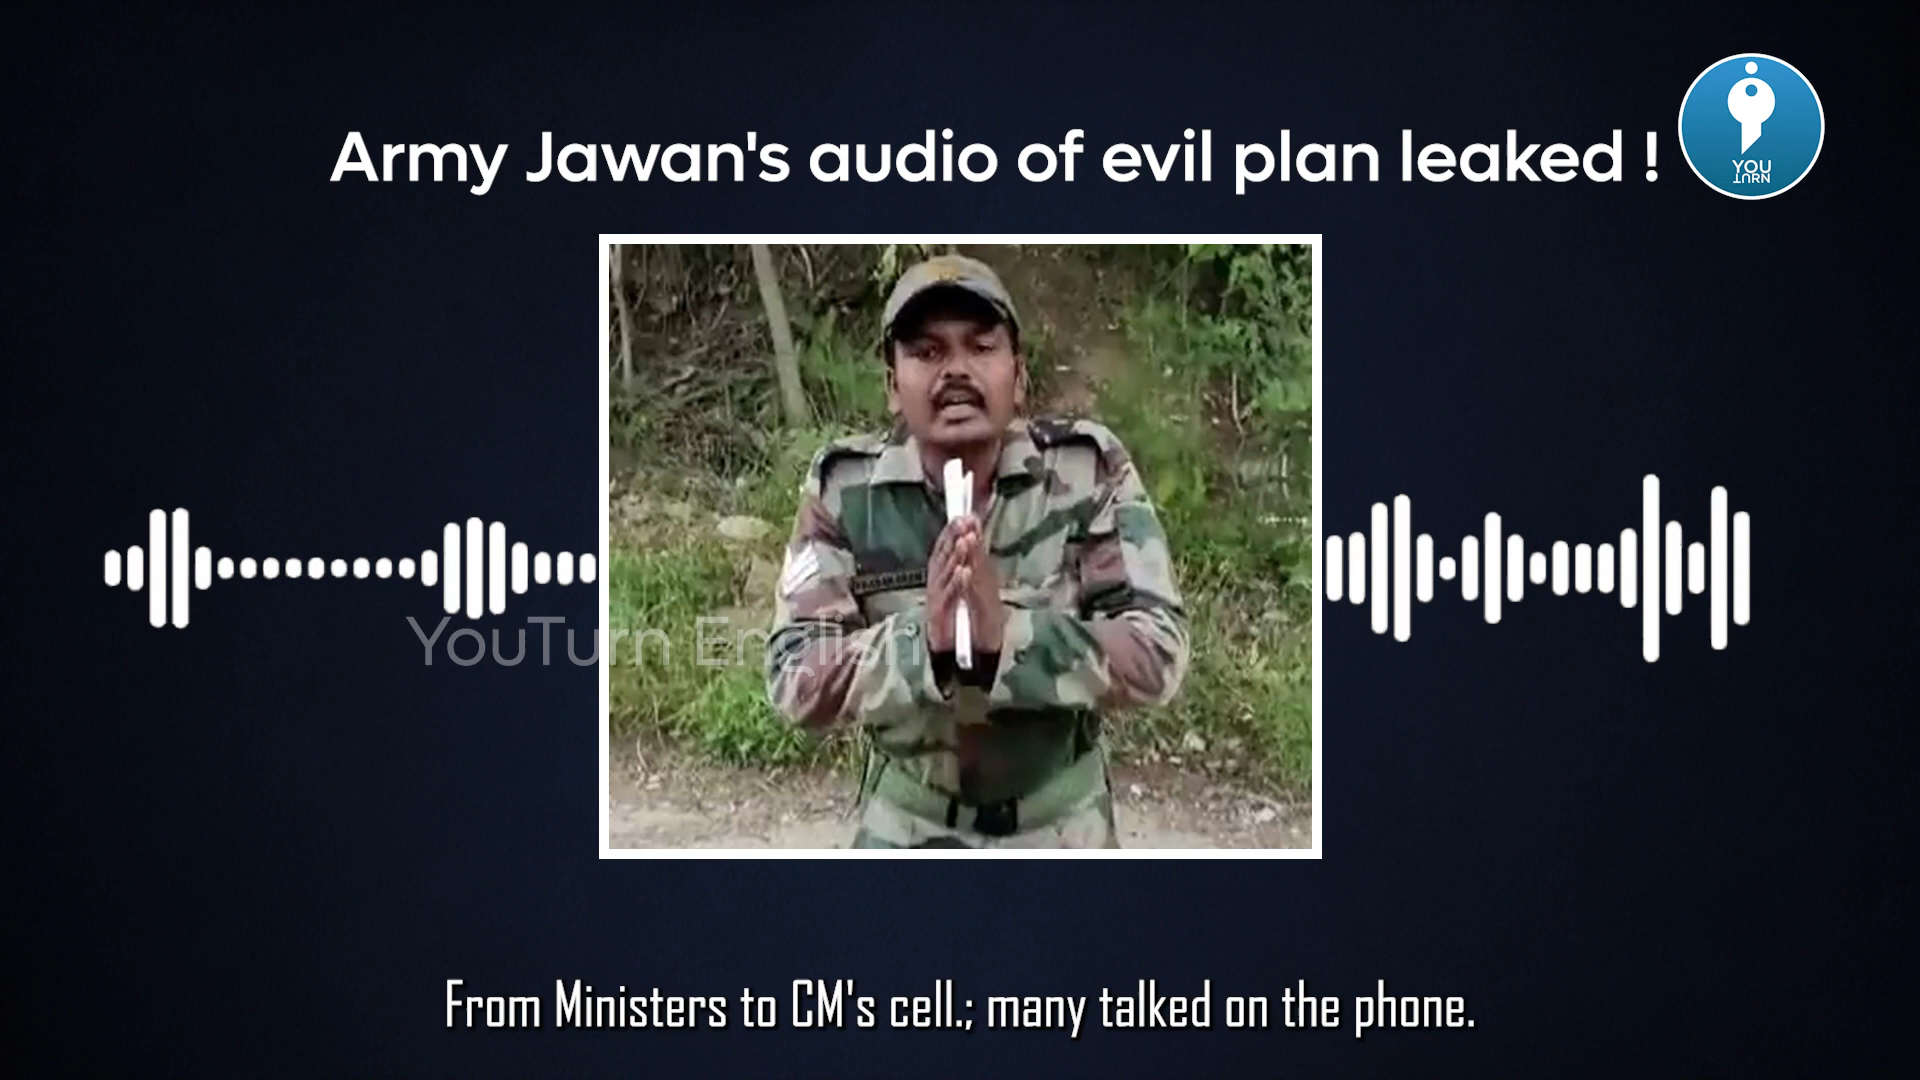 Army Jawan's audio of evil plan leaked !
YOU
TURN
YouTurn English
From Ministers to CM's cell.; many talked on the phone.